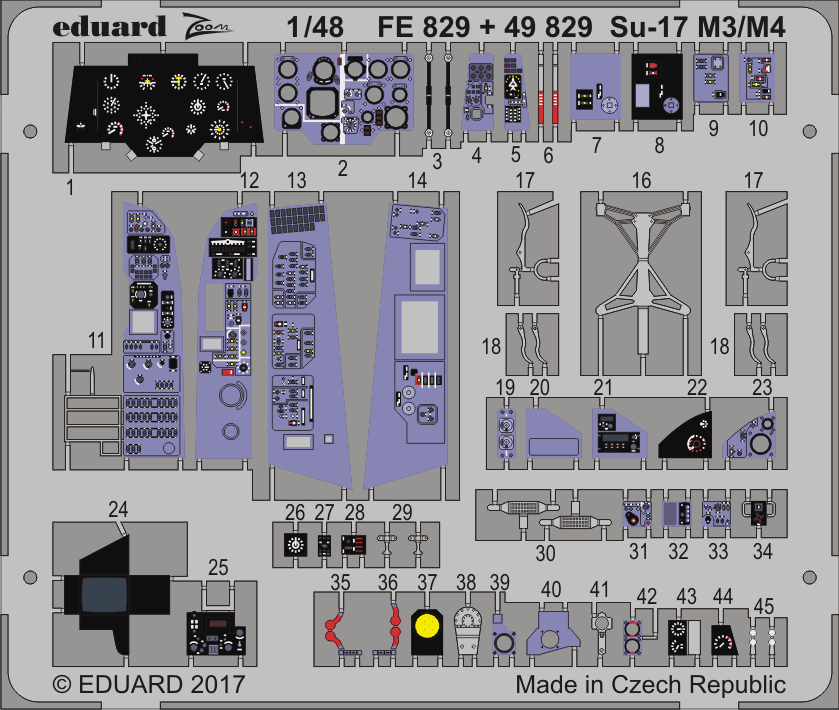 eduard Zoom 1/48 FE 829 + 49 829 Su-17 M3/M4
1 2 3 4 5 6 7 8 9 10
11 12 13 14 17 16 17
18 18
19 20 21 22 23
24 25 26 27 28 29 30 31 32 33 34
35 36 37 38 39 40 41 42 43 44 45
© EDUARD 2017 Made in Czech Republic